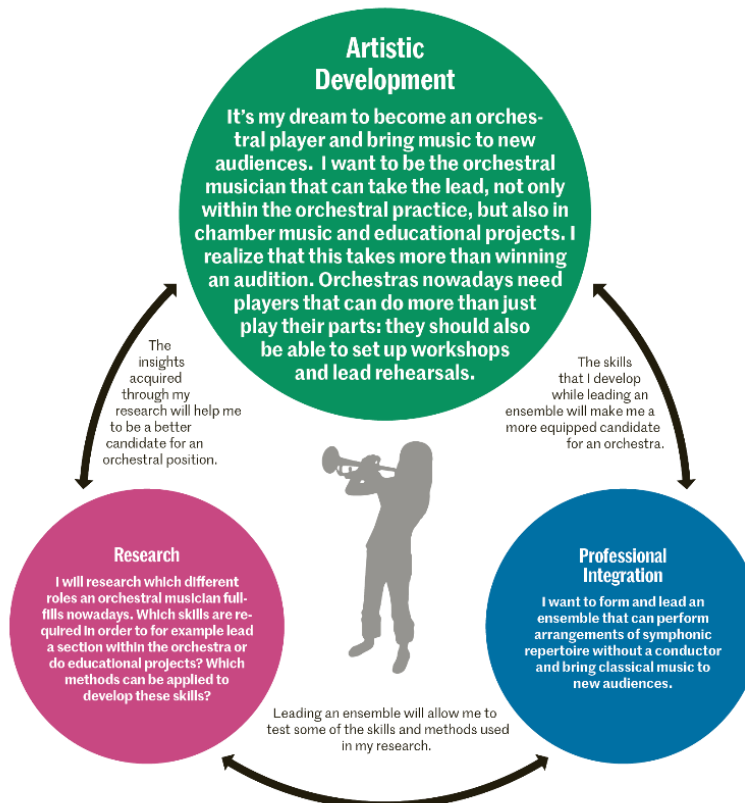 Artistic
Development
It's my dream to become an orches-
tral player and bring music to new
audiences.  I want to be the orchestral
musician that can take the lead, not only
within the orchestral practice, but also in
chamber music and educational projects. I
realize that this takes more than winning
an audition. Orchestras nowadays need
players that can do more than just
play their parts: they should also
be able to set up workshops
and lead rehearsals.
The
insights
acquired
through my
research will help me
to be a better
candidate for an
orchestral position.
The skills
that I develop
while leading an
ensemble will make me a
more equipped candidate
for an orchestra.
Research
I will research which different
roles an orchestral musician full-
fills nowadays. Which skills are re-
quired in order to for example lead
a section within the orchestra or
do educational projects? Which
methods can be applied to
develop these skills?
Professional
Integration
I want to form and lead an
ensemble that can perform
arrangements of symphonic
repertoire without a conductor
and bring classical music to
new audiences.
Leading an ensemble will allow me to
test some of the skills and methods used
in my research.